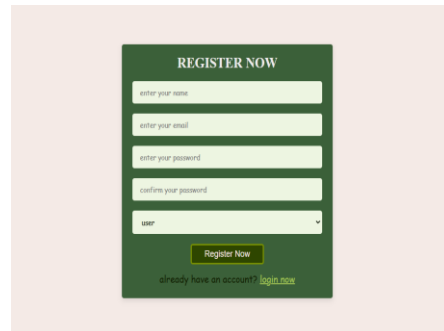 REGISTER NOW
enter your name
enter your email
enter your password
confirm your password
user
Register Now
already have an account? login now